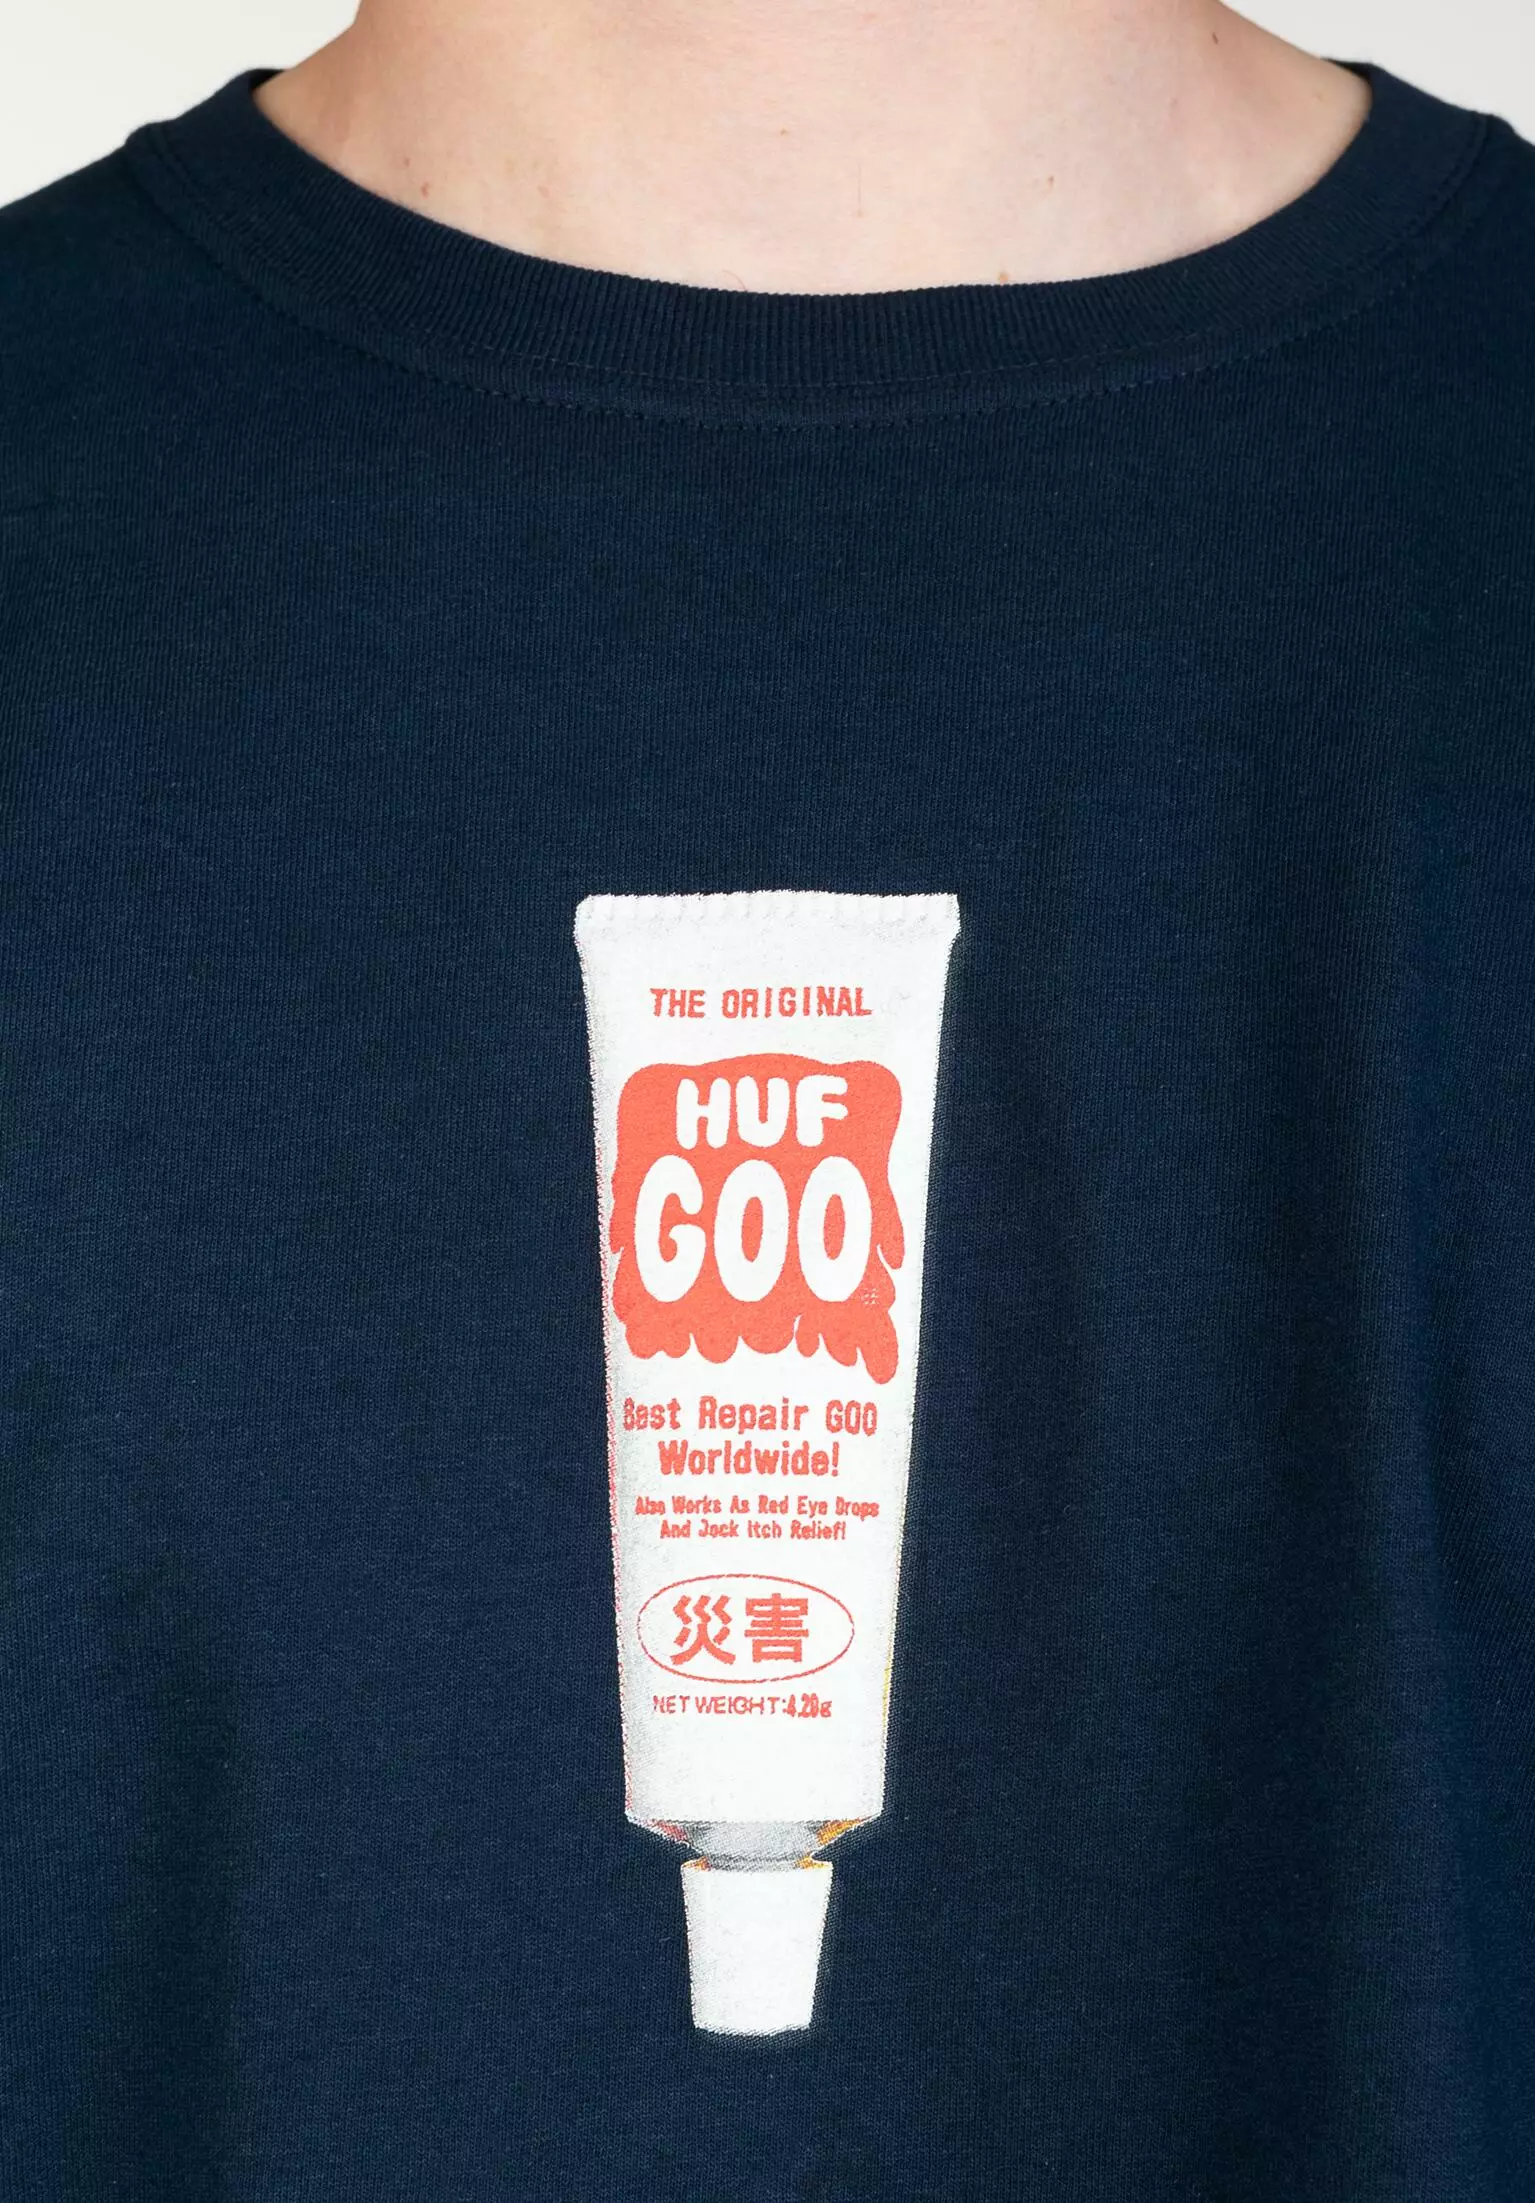 THE ORIGINAL
HUF
GOO
Best Repair GOO
Worldwide!
Also Works As Red Eye Drops
And Jock Itch Relief!
災害
NET WEIGHT:4.20g